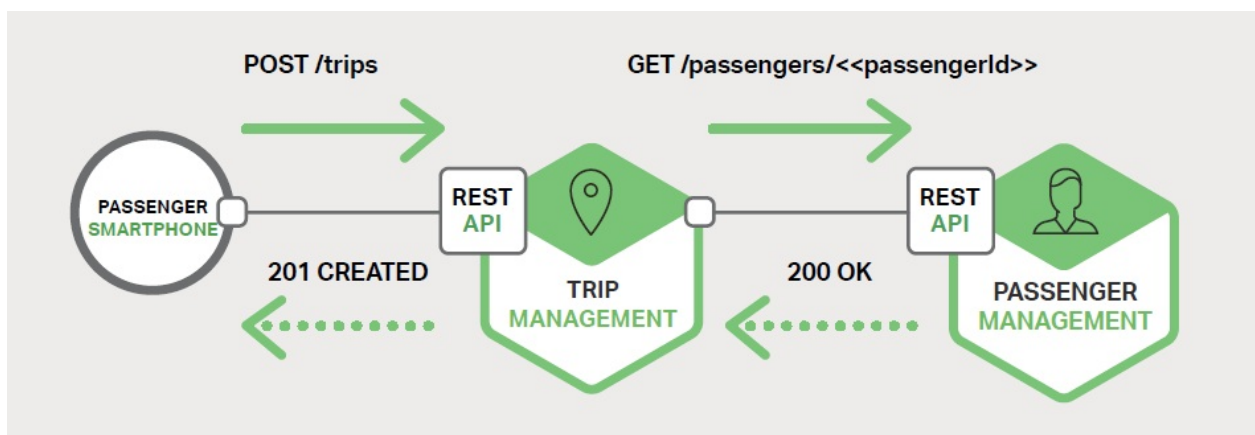 POST /trips
GET /passengers/<<passengerId>>
PASSENGER
SMARTPHONE
REST
API
REST
API
201 CREATED
TRIP
MANAGEMENT
200 OK
PASSENGER
MANAGEMENT